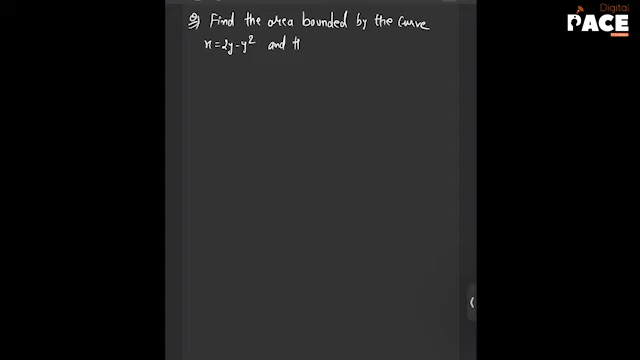 Q) Find the area bounded by the curve
x = 2y - y² and
Digital
PACE